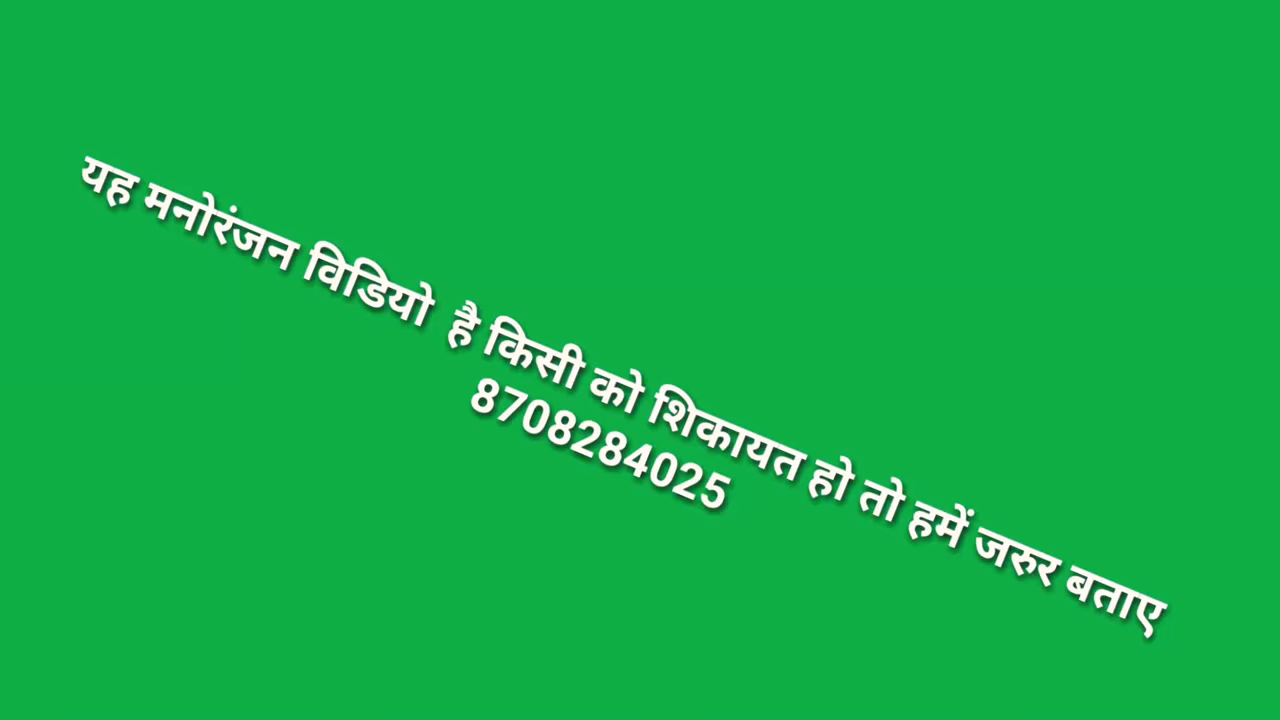 यह मनोरंजन विडियो है किसी को शिकायत हो तो हमें जरुर बताए
8708284025